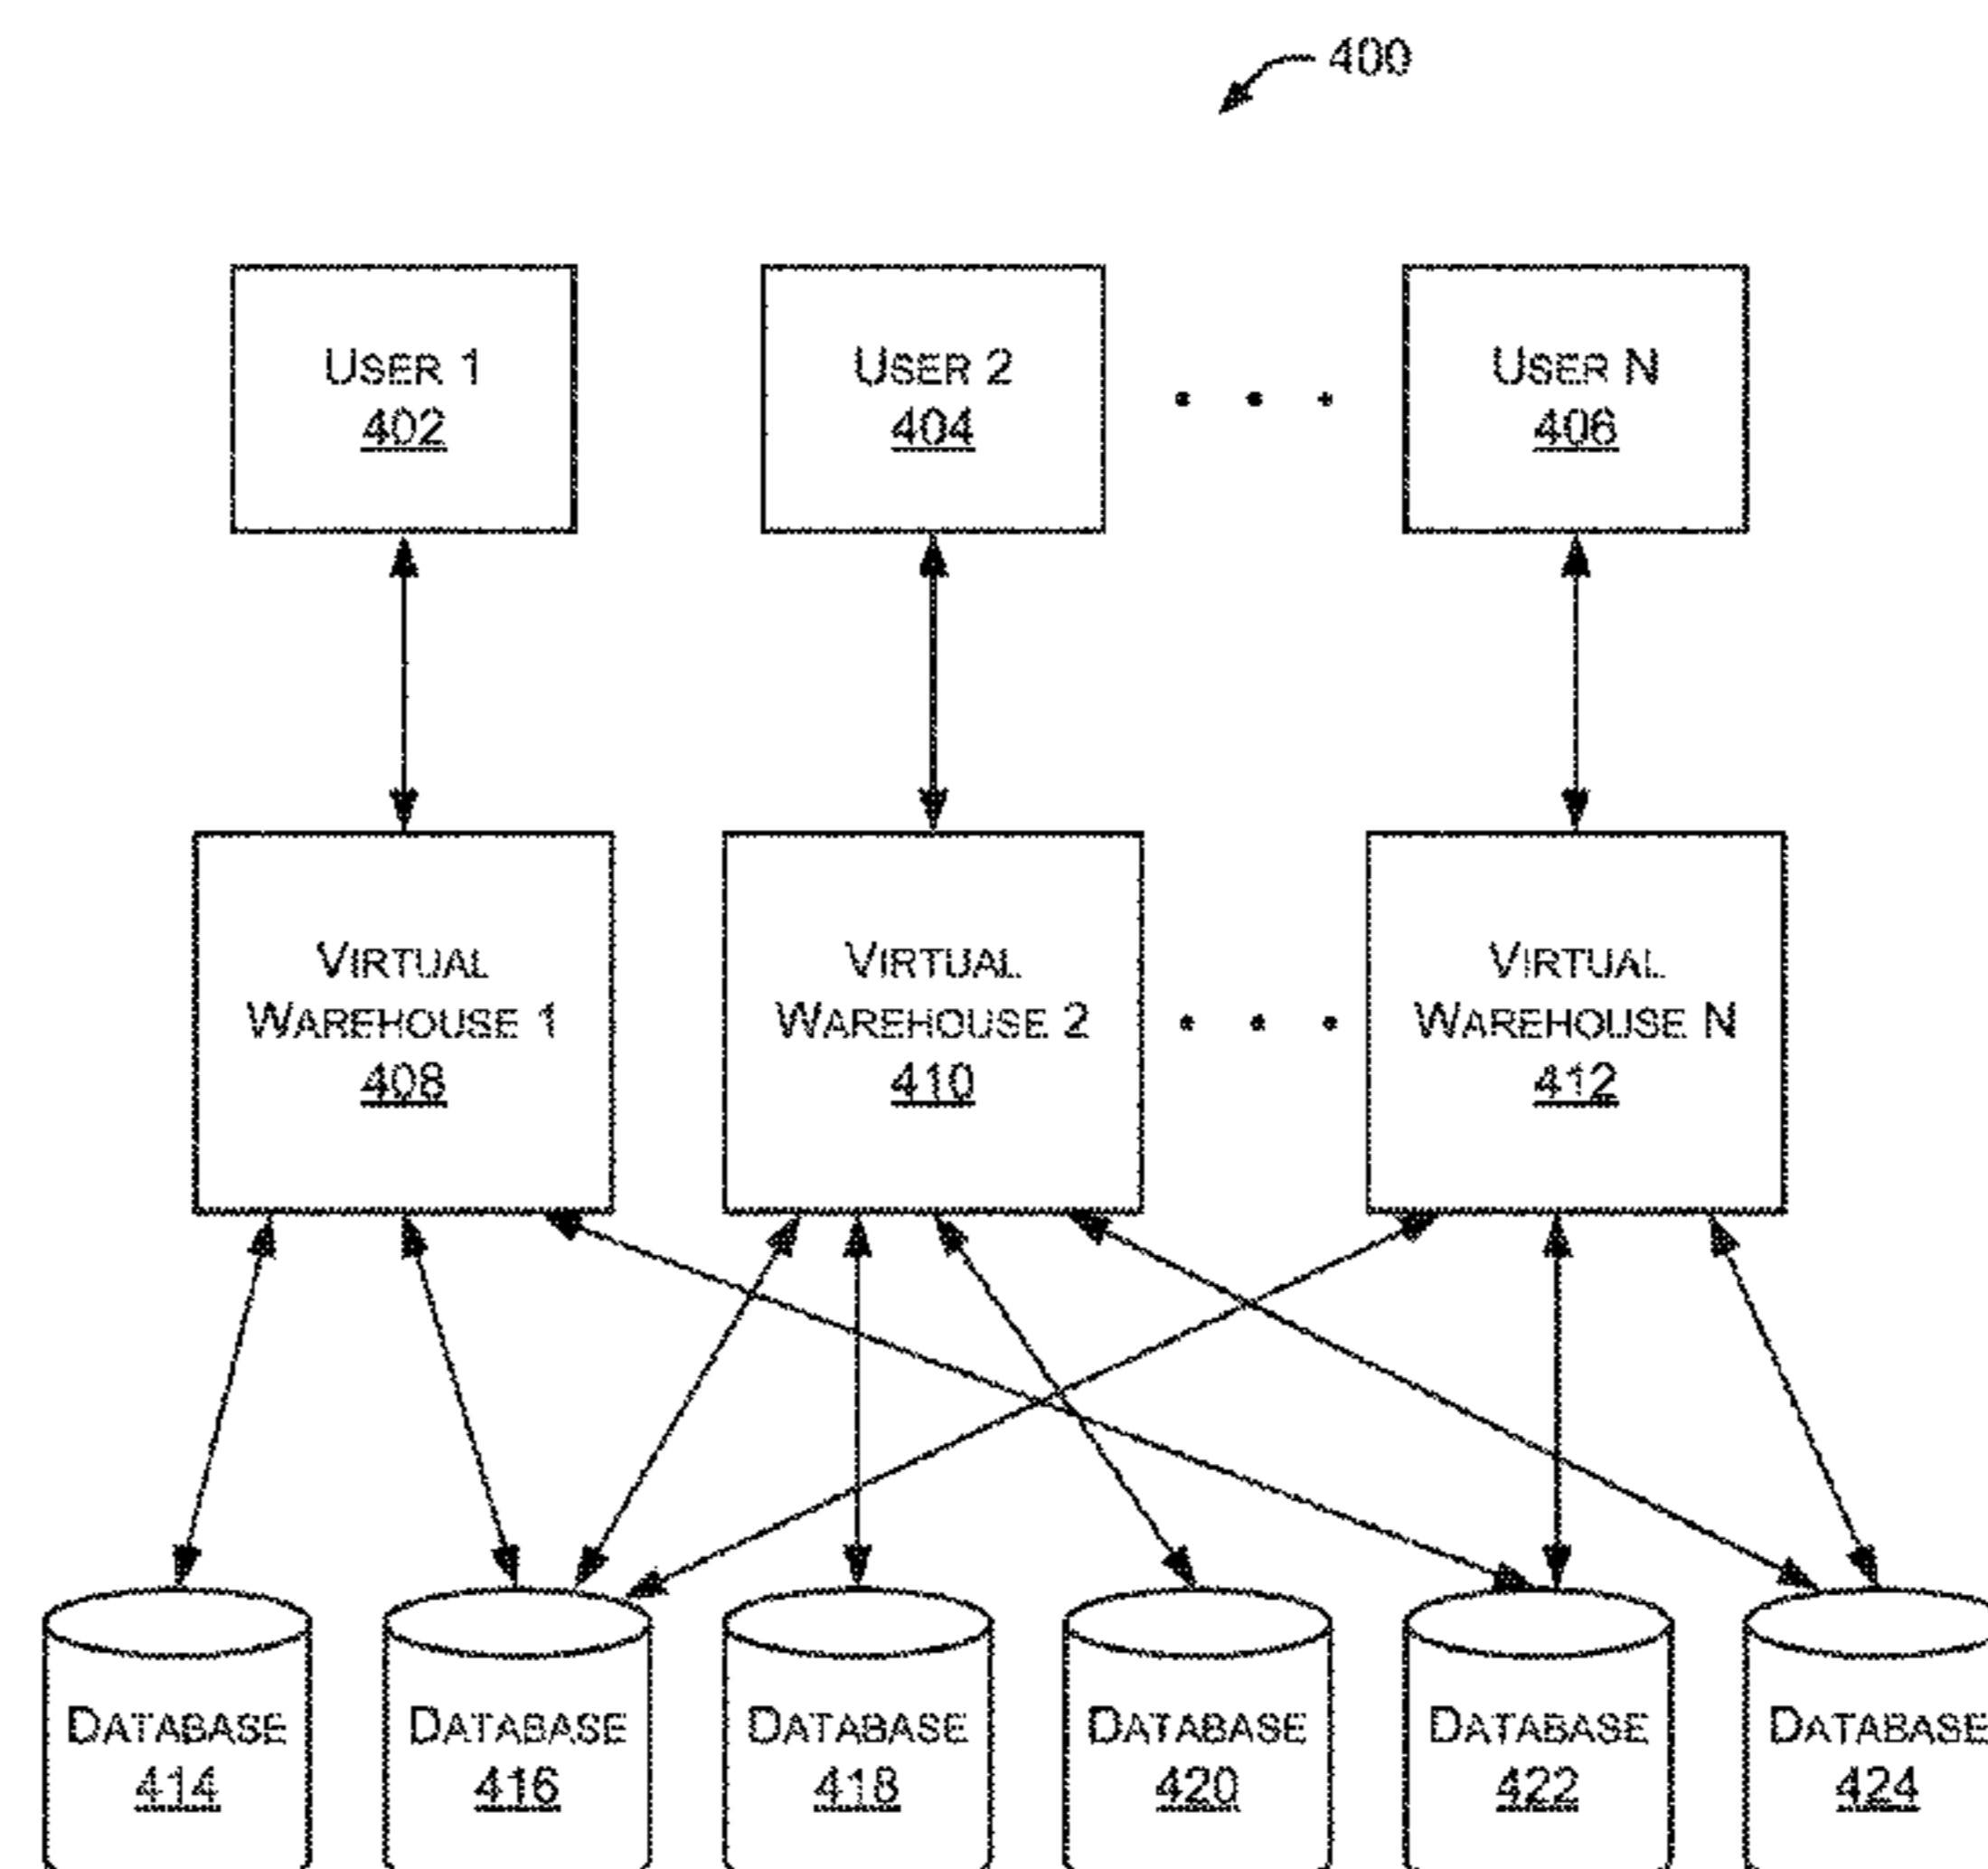 400
USER 1
402
USER 2
404
USER N
406
VIRTUAL
WAREHOUSE 1
408
VIRTUAL
WAREHOUSE 2
410
VIRTUAL
WAREHOUSE N
412
DATABASE
414
DATABASE
416
DATABASE
418
DATABASE
420
DATABASE
422
DATABASE
424